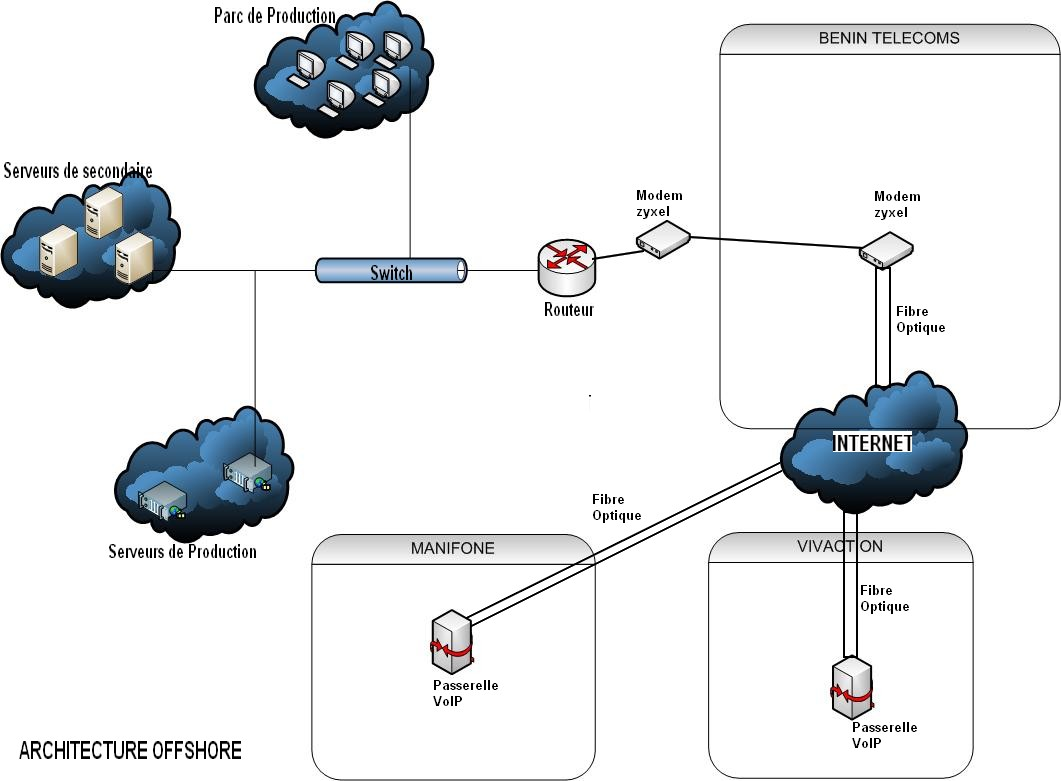 Parc de Production
BENIN TELECOMS
Serveurs de secondaire
Modem
zyxel
Modem
zyxel
Switch
Routeur
Fibre
Optique
INTERNET
Fibre
Optique
Serveurs de Production
MANIFONE
VIVACTION
Fibre
Optique
Passerelle
VoIP
Passerelle
VoIP
ARCHITECTURE OFFSHORE